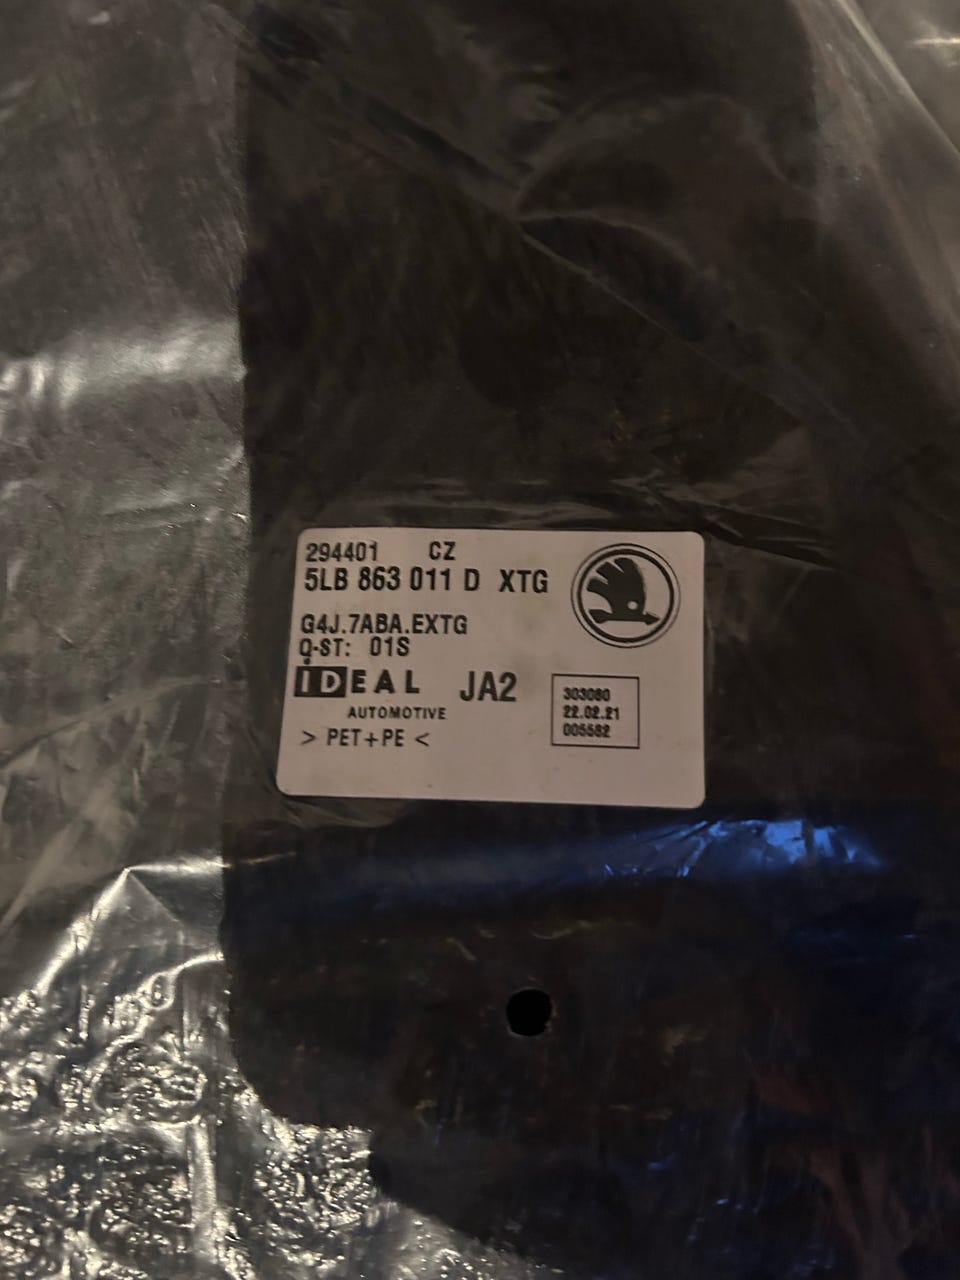 294401 CZ
5LB 863 011 D XTG
G4J.7ABA.EXTG
Q-ST: 01S
IDEAL JA2
AUTOMOTIVE
> PET+PE <
303080
22.02.21
005582